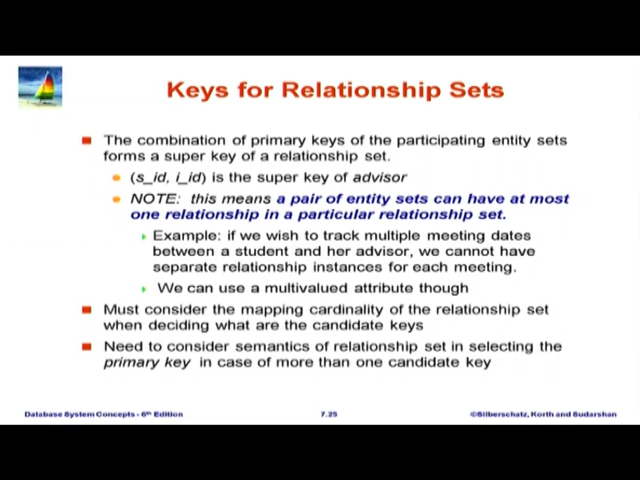 Keys for Relationship Sets
The combination of primary keys of the participating entity sets
forms a super key of a relationship set.
(s_id, i_id) is the super key of advisor
NOTE: this means a pair of entity sets can have at most
one relationship in a particular relationship set.
Example: if we wish to track multiple meeting dates
between a student and her advisor, we cannot have
separate relationship instances for each meeting.
We can use a multivalued attribute though
Must consider the mapping cardinality of the relationship set
when deciding what are the candidate keys
Need to consider semantics of relationship set in selecting the
primary key in case of more than one candidate key
Database System Concepts - 6th Edition
7.25
©Silberschatz, Korth and Sudarshan